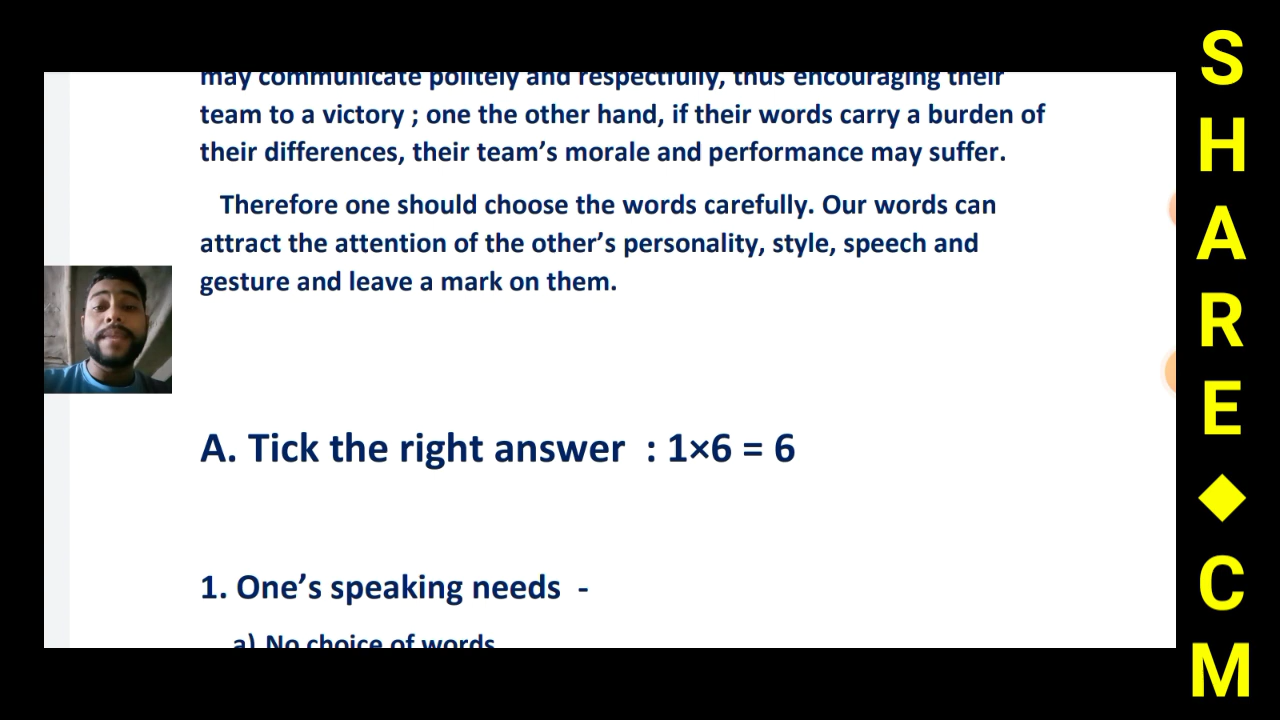 may communicate politely and respectfully, thus encouraging their
team to a victory ; one the other hand, if their words carry a burden of
their differences, their team’s morale and performance may suffer.
Therefore one should choose the words carefully. Our words can
attract the attention of the other’s personality, style, speech and
gesture and leave a mark on them.
A. Tick the right answer : 1×6 = 6
1. One’s speaking needs -
a) No choice of words
SHARE◆CM